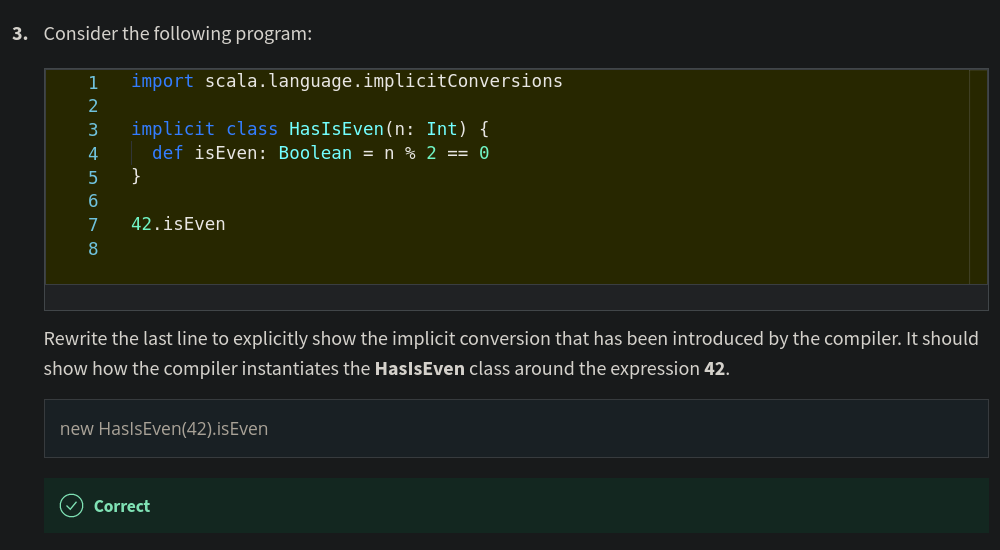 3. Consider the following program:
1 import scala.language.implicitConversions
2
3 implicit class HasIsEven(n: Int) {
4   def isEven: Boolean = n % 2 == 0
5 }
6
7 42.isEven
8
Rewrite the last line to explicitly show the implicit conversion that has been introduced by the compiler. It should
show how the compiler instantiates the HasIsEven class around the expression 42.
new HasIsEven(42).isEven
Correct